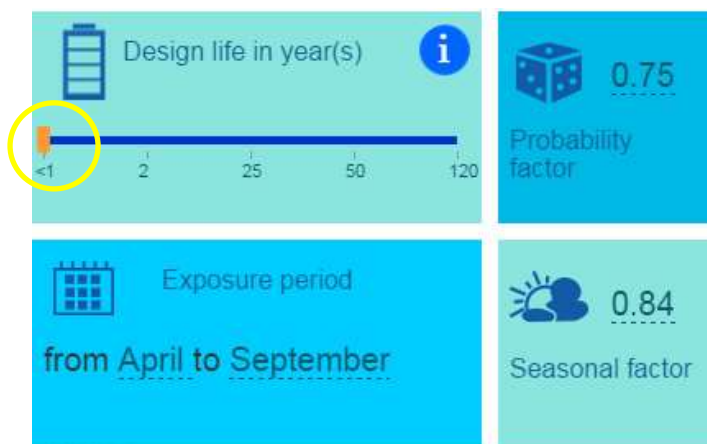 Design life in year(s)
i
<1 2 25 50 120
0.75
Probability
factor
Exposure period
from April to September
0.84
Seasonal factor